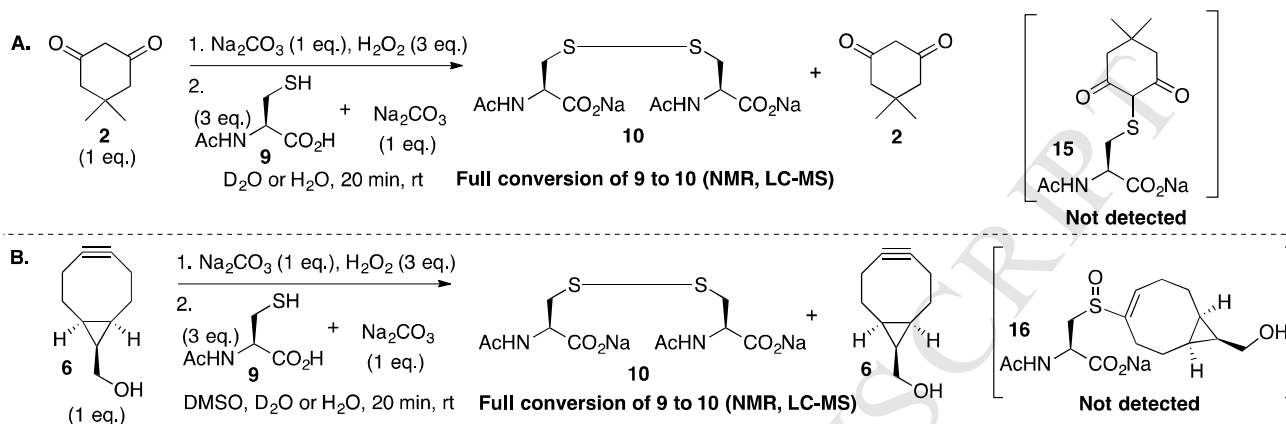 A.
O O
2
(1 eq.)
1. Na₂CO₃ (1 eq.), H₂O₂ (3 eq.)
2.
(3 eq.)
SH
AcHN CO₂H
9
+
Na₂CO₃
(1 eq.)
D₂O or H₂O, 20 min, rt
S S
AcHN CO₂Na AcHN CO₂Na
10
Full conversion of 9 to 10 (NMR, LC-MS)
+
O O
2
O O
S
15
AcHN CO₂Na
Not detected
B.
H H
6
OH
(1 eq.)
1. Na₂CO₃ (1 eq.), H₂O₂ (3 eq.)
2.
(3 eq.)
SH
AcHN CO₂H
9
+
Na₂CO₃
(1 eq.)
DMSO, D₂O or H₂O, 20 min, rt
S S
AcHN CO₂Na AcHN CO₂Na
10
Full conversion of 9 to 10 (NMR, LC-MS)
+
H H
6
OH
O
S
16
H
OH
H
AcHN CO₂Na
Not detected
SCRIPT